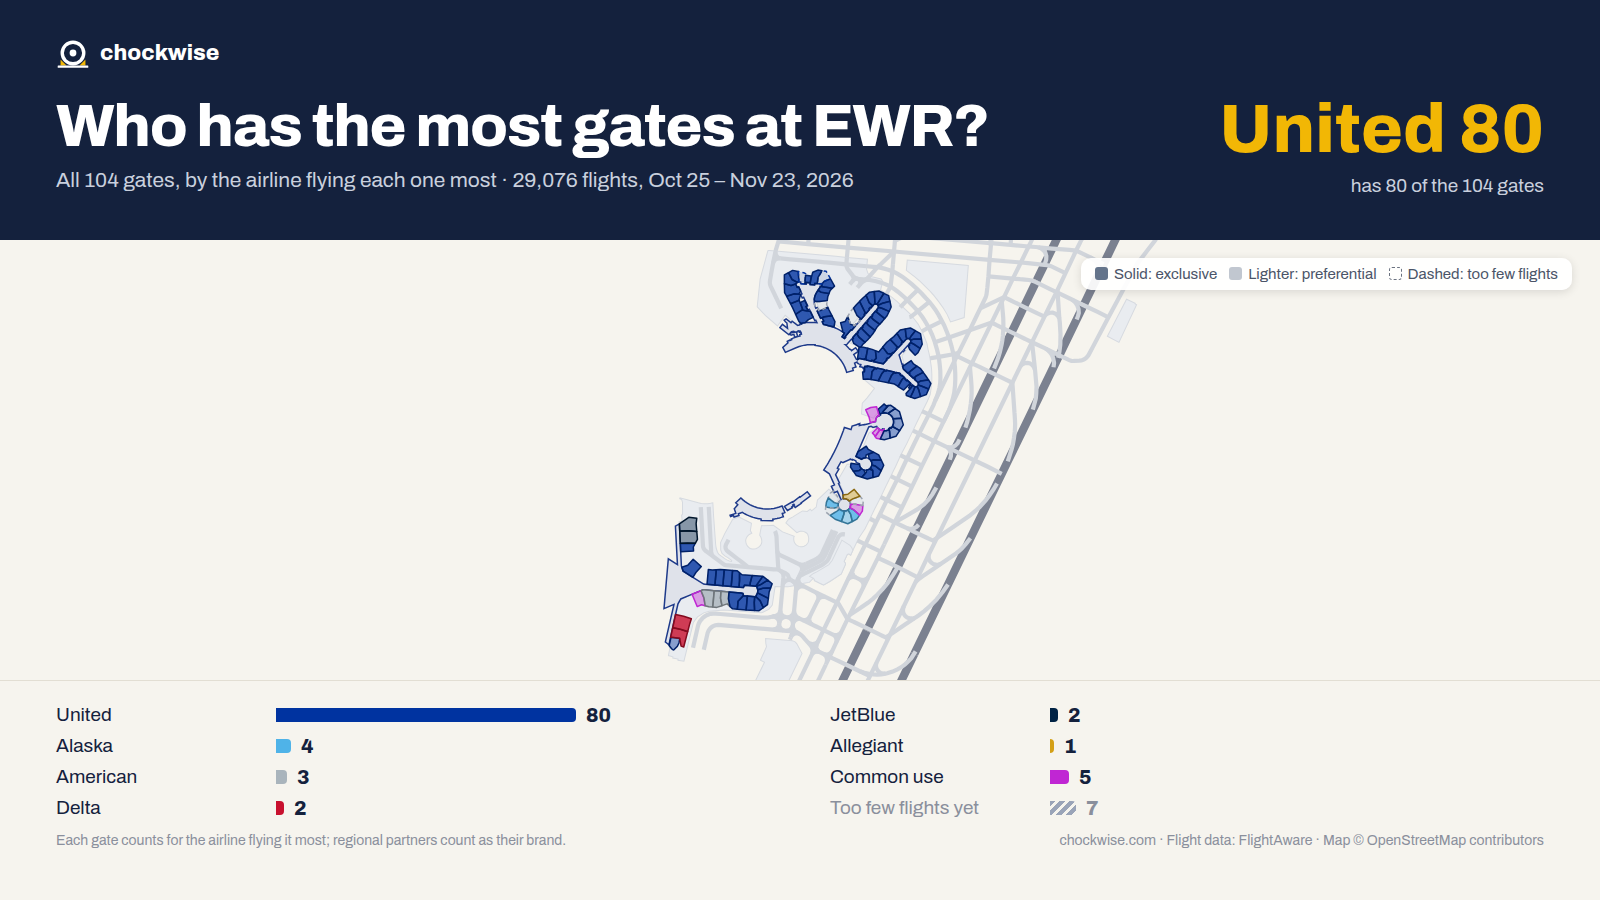 chockwise
Who has the most gates at EWR?
All 104 gates, by the airline flying each one most · 29,076 flights, Oct 25 – Nov 23, 2026
United 80
has 80 of the 104 gates
Solid: exclusive
Lighter: preferential
Dashed: too few flights
United 80
Alaska 4
American 3
Delta 2
JetBlue 2
Allegiant 1
Common use 5
Too few flights yet 7
Each gate counts for the airline flying it most; regional partners count as their brand.
chockwise.com · Flight data: FlightAware · Map © OpenStreetMap contributors